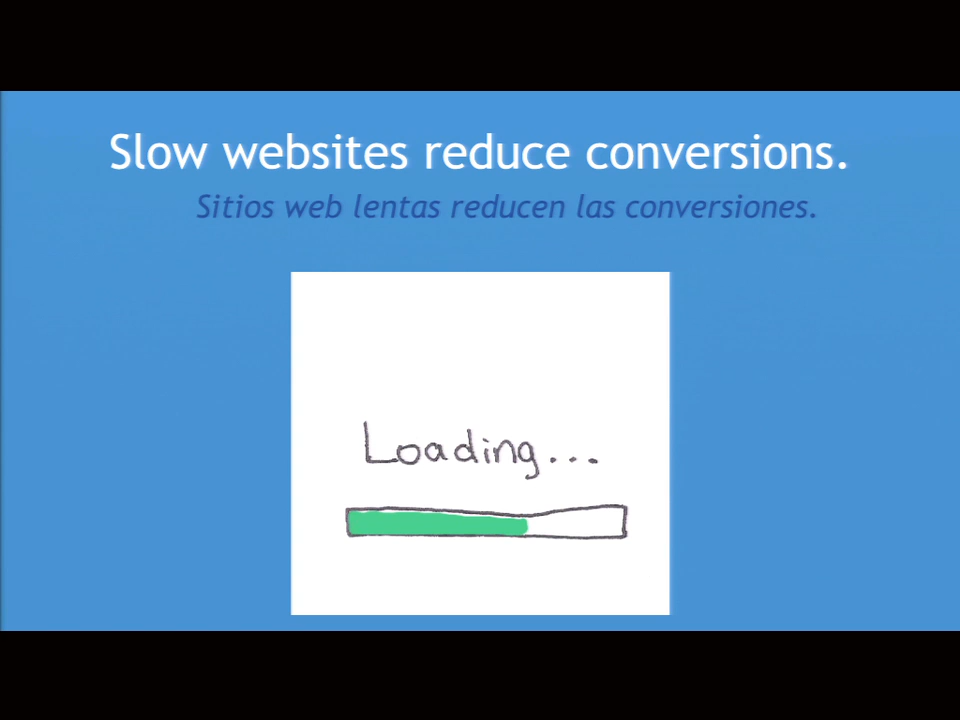 Slow websites reduce conversions.
Sitios web lentas reducen las conversiones.
Loading...